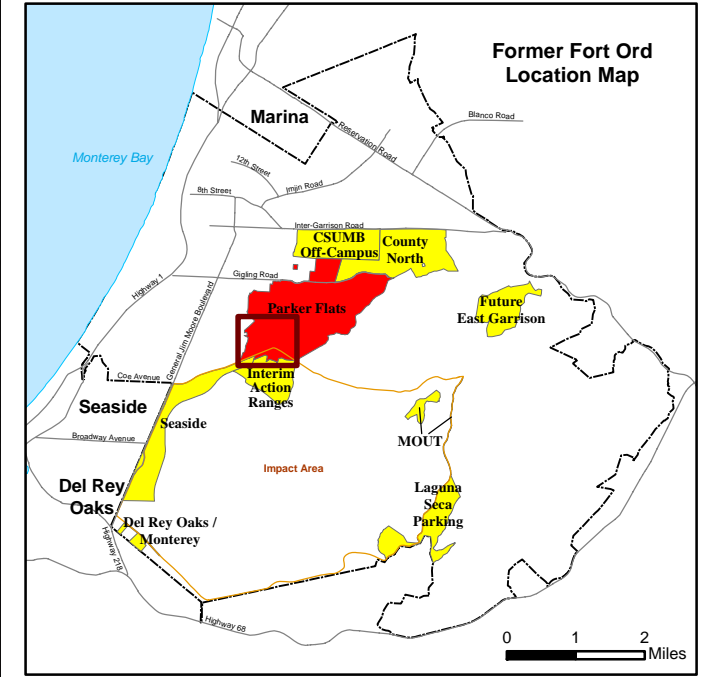 Former Fort Ord
Location Map
Marina
Blanco Road
Reservation Road
Monterey Bay
12th Street
Imjin Road
8th Street
Inter-Garrison Road
CSUMB
Off-Campus
County
North
Gigling Road
Highway 1
General Jim Moore Boulevard
Parker Flats
Future
East Garrison
Coe Avenue
Interim
Action
Ranges
Seaside
Seaside
Broadway Avenue
MOUT
Impact Area
Del Rey
Oaks
Laguna
Seca
Parking
Del Rey Oaks /
Monterey
Highway 218
Highway 68
0 1 2
Miles